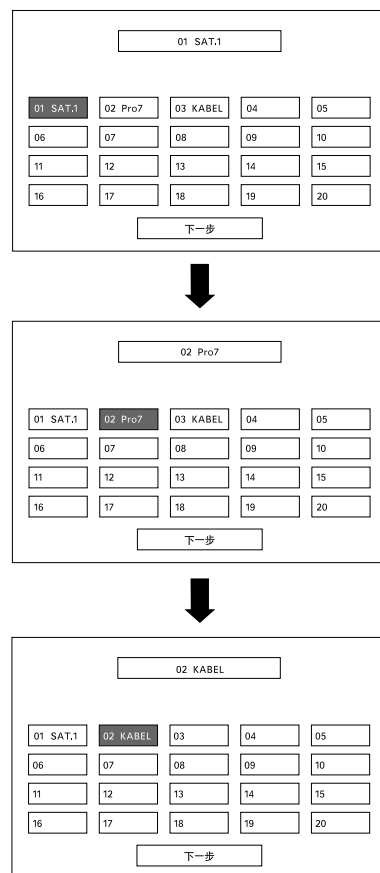 01 SAT.1
01 SAT.1 02 Pro7 03 KABEL 04 05
06 07 08 09 10
11 12 13 14 15
16 17 18 19 20
下一步
02 Pro7
01 SAT.1 02 Pro7 03 KABEL 04 05
06 07 08 09 10
11 12 13 14 15
16 17 18 19 20
下一步
02 KABEL
01 SAT.1 02 KABEL 03 04 05
06 07 08 09 10
11 12 13 14 15
16 17 18 19 20
下一步